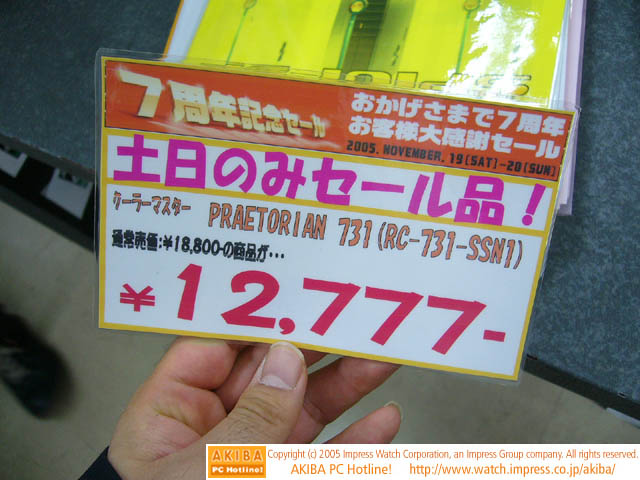 7周年記念セール
おかげさまで7周年
お客様大感謝セール
2005. NOVEMBER. 19(SAT)-20(SUN)
土日のみセール品!
クーラーマスター PRAETORIAN 731 (RC-731-SSN1)
通常売価:¥18,800-の商品が・・・
¥12,777-
AKIBA PC Hotline!
Copyright (c) 2005 Impress Watch Corporation, an Impress Group company. All rights reserved.
AKIBA PC Hotline! http://www.watch.impress.co.jp/akiba/